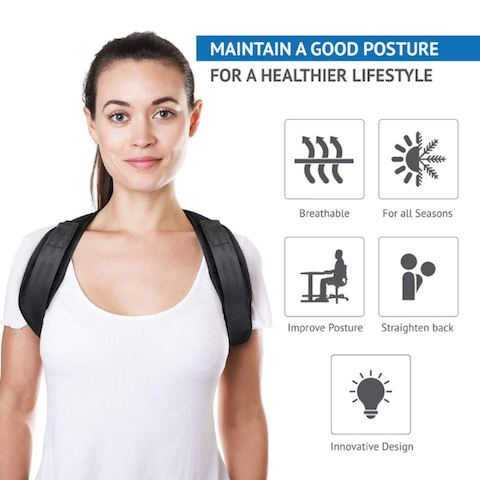 MAINTAIN A GOOD POSTURE
FOR A HEALTHIER LIFESTYLE
Breathable
For all Seasons
Improve Posture
Straighten back
Innovative Design